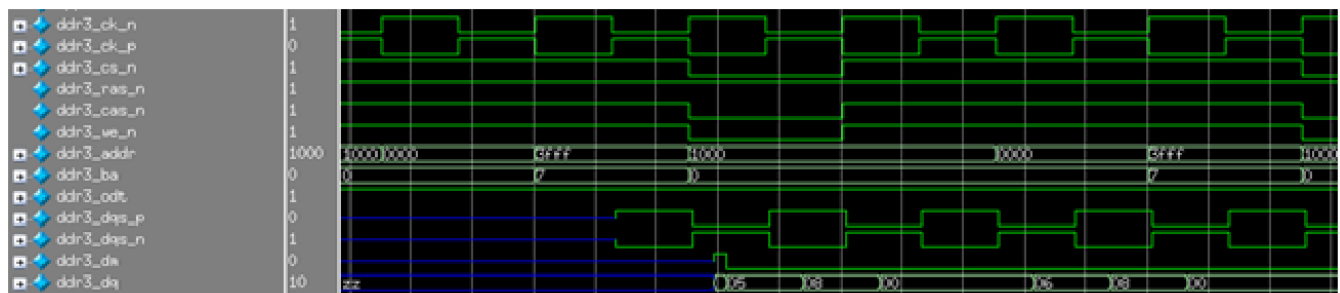 ddr3_ck_n 1
ddr3_ck_p 0
ddr3_cs_n 1
ddr3_ras_n 1
ddr3_cas_n 1
ddr3_we_n 1
ddr3_addr 1000 1000 0000 3fff 1000 0000 3fff 1000
ddr3_ba 0 0 7 0 7 0
ddr3_odt 1
ddr3_dqs_p 0
ddr3_dqs_n 1
ddr3_dm 0
ddr3_dq 10 zz 05 08 00 06 08 00